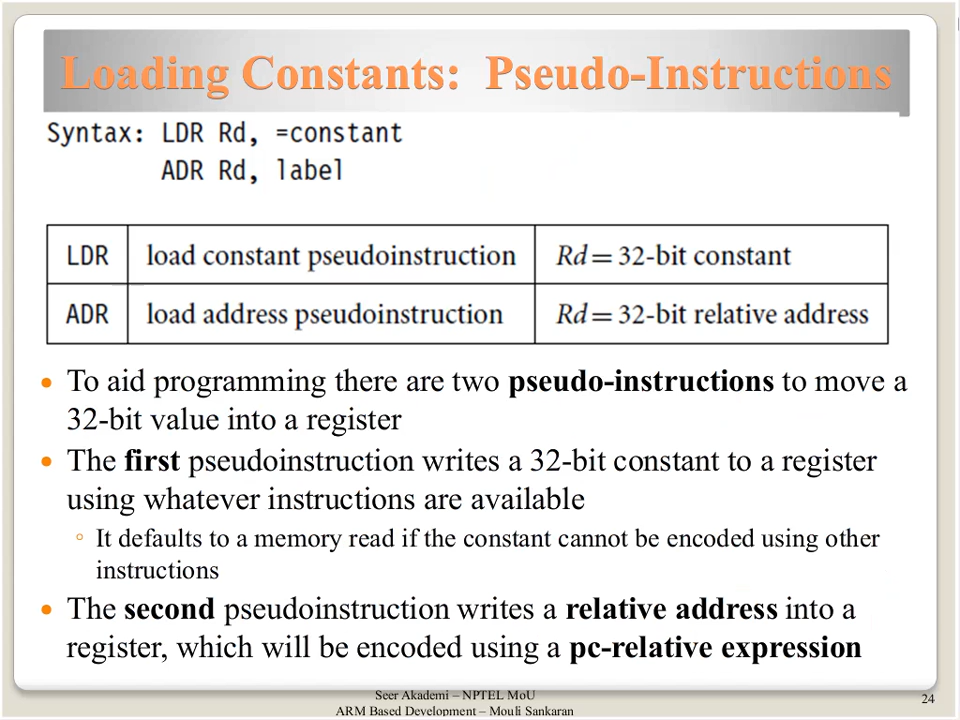 Loading Constants: Pseudo-Instructions
Syntax: LDR Rd, =constant
ADR Rd, label
LDR load constant pseudoinstruction Rd = 32-bit constant
ADR load address pseudoinstruction Rd = 32-bit relative address
• To aid programming there are two pseudo-instructions to move a
32-bit value into a register
• The first pseudoinstruction writes a 32-bit constant to a register
using whatever instructions are available
◦ It defaults to a memory read if the constant cannot be encoded using other
instructions
• The second pseudoinstruction writes a relative address into a
register, which will be encoded using a pc-relative expression
Seer Akademi – NPTEL MoU
ARM Based Development – Mouli Sankaran
24